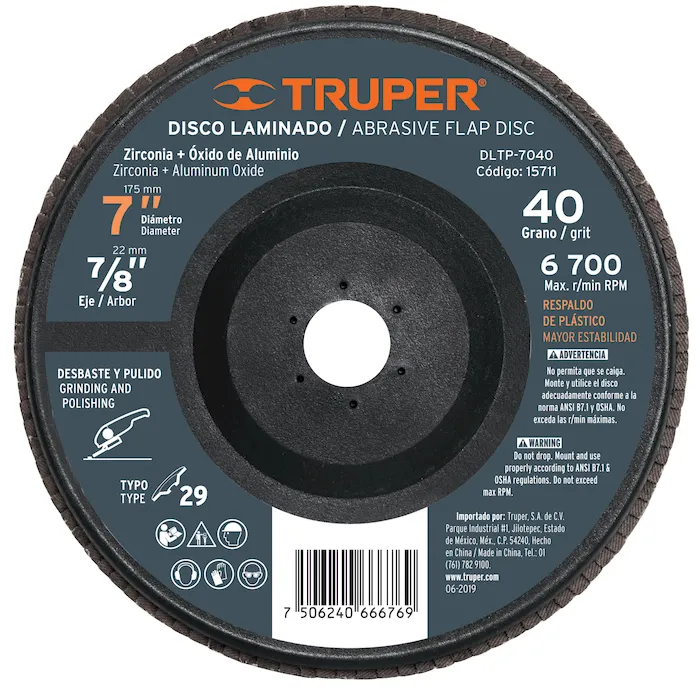 TRUPER®
DISCO LAMINADO / ABRASIVE FLAP DISC
Zirconia + Óxido de Aluminio
Zirconia + Aluminum Oxide
175 mm
7"
Diámetro
Diameter
22 mm
7/8"
Eje / Arbor
DESBASTE Y PULIDO
GRINDING AND
POLISHING
TYPO
TYPE
29
DLTP-7040
Código: 15711
40
Grano / grit
6 700
Max. r/min RPM
RESPALDO
DE PLÁSTICO
MAYOR ESTABILIDAD
ADVERTENCIA
No permita que se caiga.
Monte y utilice el disco
adecuadamente conforme a la
norma ANSI B7.1 y OSHA. No
exceda las r/min máximas.
WARNING
Do not drop. Mount and use
properly according to ANSI B7.1 &
OSHA regulations. Do not exceed
max RPM.
Importado por: Truper, S.A. de C.V.
Parque Industrial #1, Jilotepec, Estado
de México, Méx., C.P. 54240, Hecho
en China / Made in China, Tel.: 01
(761) 782 9100.
www.truper.com
06-2019
7 506240 666769